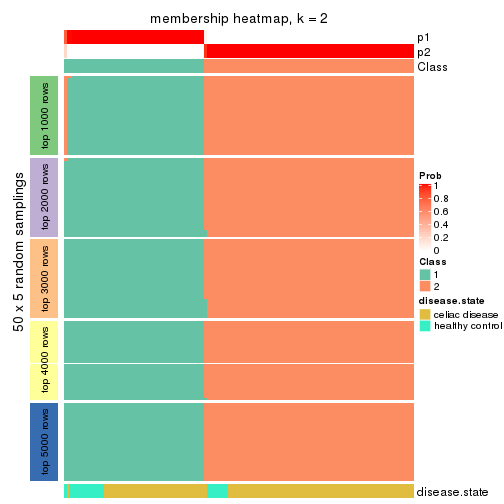 membership heatmap, k = 2
p1
p2
Class
50 x 5 random samplings
top 1000 rows
top 2000 rows
top 3000 rows
top 4000 rows
top 5000 rows
disease.state
Prob
1
0.8
0.6
0.4
0.2
0
Class
1
2
disease.state
celiac disease
healthy control